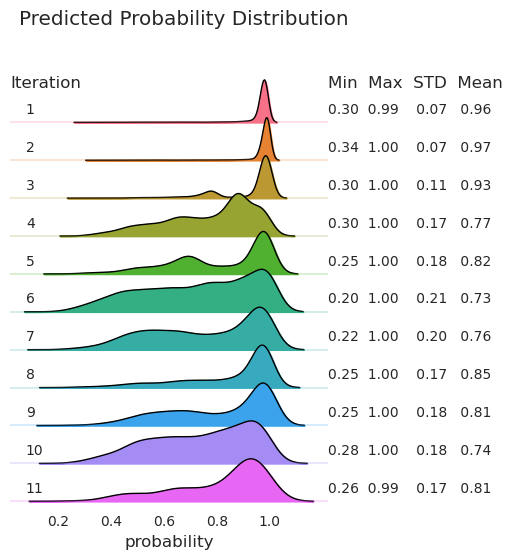 Predicted Probability Distribution
Iteration Min Max STD Mean
1 0.30 0.99 0.07 0.96
2 0.34 1.00 0.07 0.97
3 0.30 1.00 0.11 0.93
4 0.30 1.00 0.17 0.77
5 0.25 1.00 0.18 0.82
6 0.20 1.00 0.21 0.73
7 0.22 1.00 0.20 0.76
8 0.25 1.00 0.17 0.85
9 0.25 1.00 0.18 0.81
10 0.28 1.00 0.18 0.74
11 0.26 0.99 0.17 0.81
0.2 0.4 0.6 0.8 1.0
probability